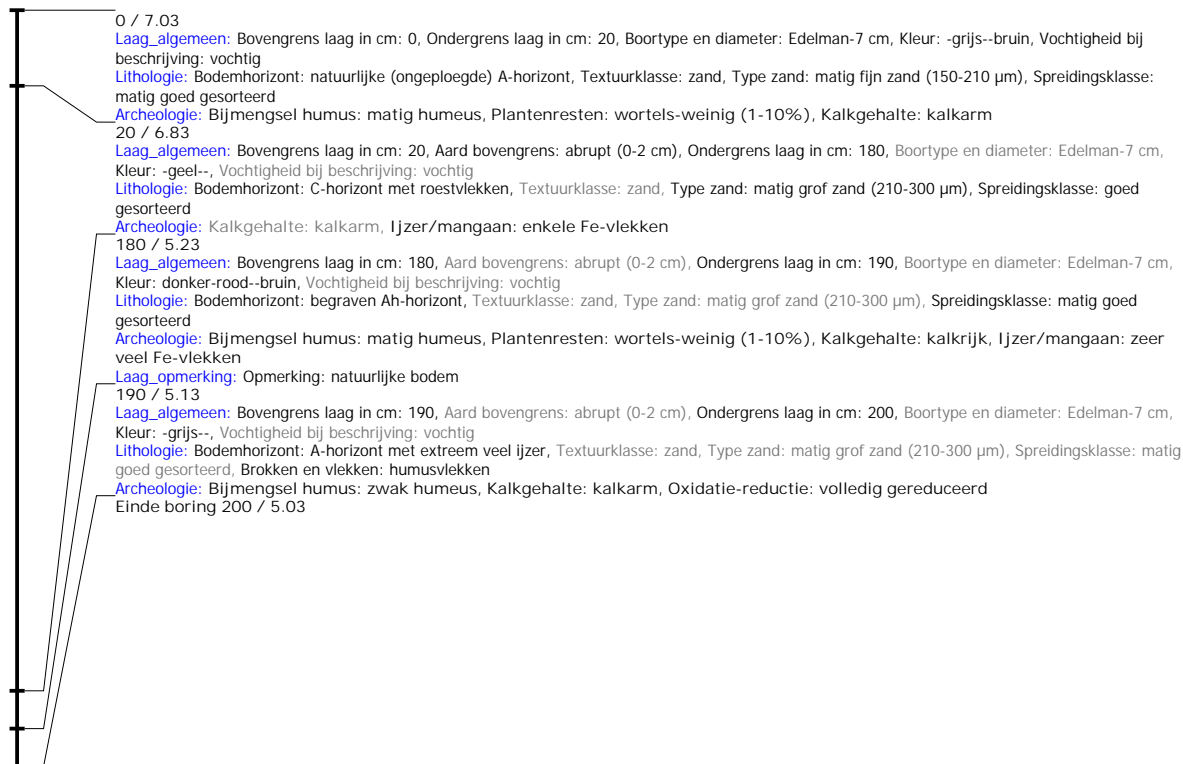 0 / 7.03
Laag_algemeen: Bovengrens laag in cm: 0, Ondergrens laag in cm: 20, Boortype en diameter: Edelman-7 cm, Kleur: -grijs--bruin, Vochtigheid bij
beschrijving: vochtig
Lithologie: Bodemhorizont: natuurlijke (ongeploegde) A-horizont, Textuurklasse: zand, Type zand: matig fijn zand (150-210 µm), Spreidingsklasse:
matig goed gesorteerd
Archeologie: Bijmengsel humus: matig humeus, Plantenresten: wortels-weinig (1-10%), Kalkgehalte: kalkarm
20 / 6.83
Laag_algemeen: Bovengrens laag in cm: 20, Aard bovengrens: abrupt (0-2 cm), Ondergrens laag in cm: 180, Boortype en diameter: Edelman-7 cm,
Kleur: -geel--, Vochtigheid bij beschrijving: vochtig
Lithologie: Bodemhorizont: C-horizont met roestvlekken, Textuurklasse: zand, Type zand: matig grof zand (210-300 µm), Spreidingsklasse: goed
gesorteerd
Archeologie: Kalkgehalte: kalkarm, Ijzer/mangaan: enkele Fe-vlekken
180 / 5.23
Laag_algemeen: Bovengrens laag in cm: 180, Aard bovengrens: abrupt (0-2 cm), Ondergrens laag in cm: 190, Boortype en diameter: Edelman-7 cm,
Kleur: donker-rood--bruin, Vochtigheid bij beschrijving: vochtig
Lithologie: Bodemhorizont: begraven Ah-horizont, Textuurklasse: zand, Type zand: matig grof zand (210-300 µm), Spreidingsklasse: matig goed
gesorteerd
Archeologie: Bijmengsel humus: matig humeus, Plantenresten: wortels-weinig (1-10%), Kalkgehalte: kalkrijk, Ijzer/mangaan: zeer
veel Fe-vlekken
Laag_opmerking: Opmerking: natuurlijke bodem
190 / 5.13
Laag_algemeen: Bovengrens laag in cm: 190, Aard bovengrens: abrupt (0-2 cm), Ondergrens laag in cm: 200, Boortype en diameter: Edelman-7 cm,
Kleur: -grijs--, Vochtigheid bij beschrijving: vochtig
Lithologie: Bodemhorizont: A-horizont met extreem veel ijzer, Textuurklasse: zand, Type zand: matig grof zand (210-300 µm), Spreidingsklasse: matig
goed gesorteerd, Brokken en vlekken: humusvlekken
Archeologie: Bijmengsel humus: zwak humeus, Kalkgehalte: kalkarm, Oxidatie-reductie: volledig gereduceerd
Einde boring 200 / 5.03